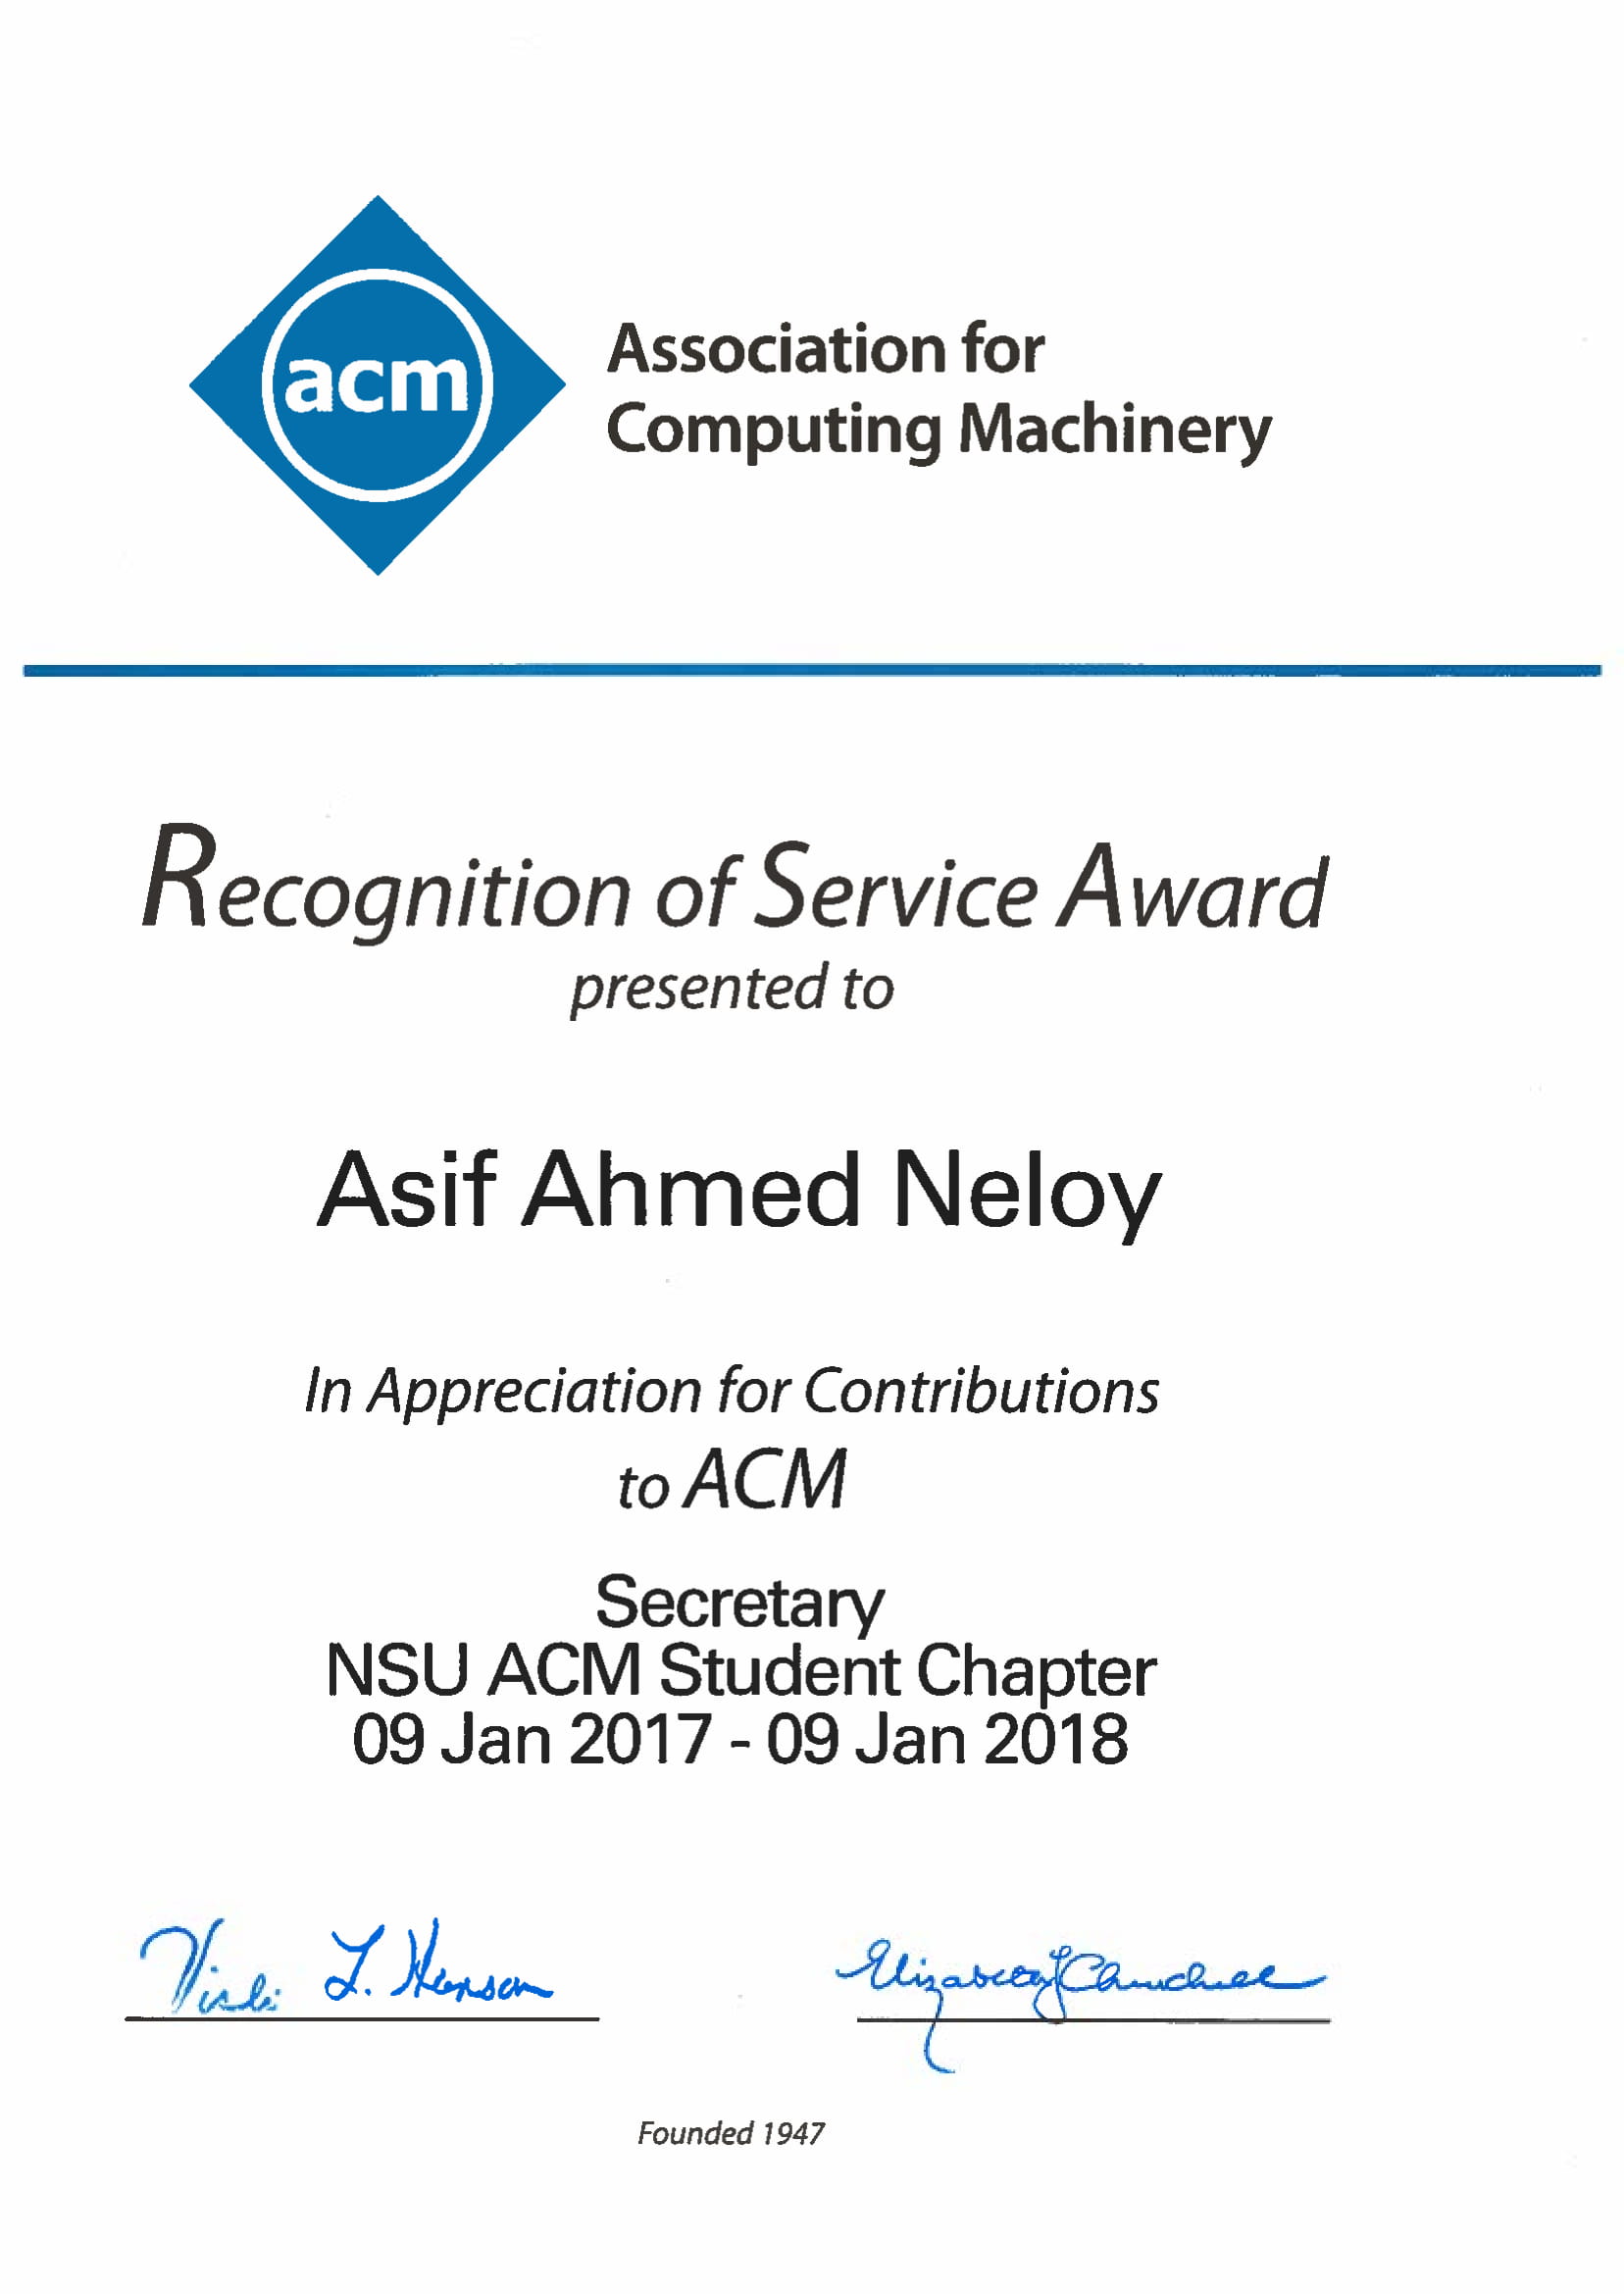 acm
Association for
Computing Machinery
Recognition of Service Award
presented to
Asif Ahmed Neloy
In Appreciation for Contributions
to ACM
Secretary
NSU ACM Student Chapter
09 Jan 2017 - 09 Jan 2018
Vicki L. Hanson
Elizabeth Churchill
Founded 1947